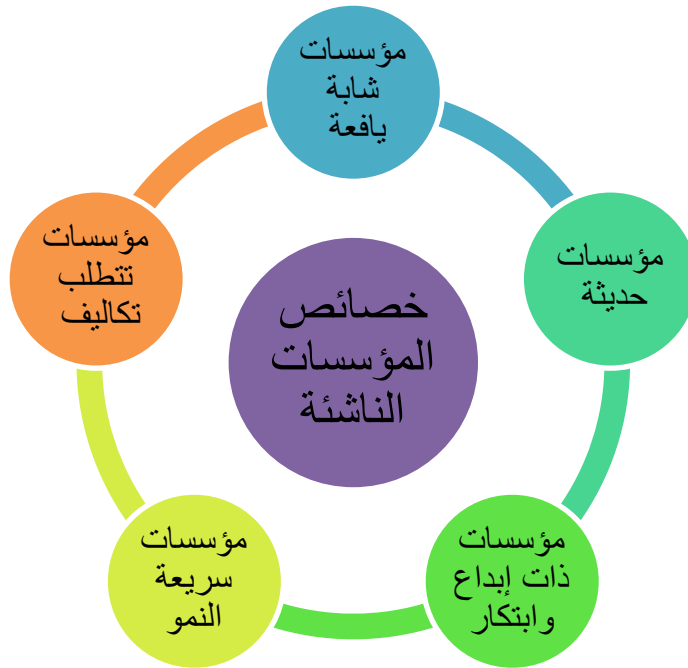 مؤسسات
شابة
يافعة
مؤسسات
حديثة
مؤسسات
ذات إبداع
وابتكار
مؤسسات
سريعة
النمو
مؤسسات
تتطلب
تكاليف
خصائص
المؤسسات
الناشئة